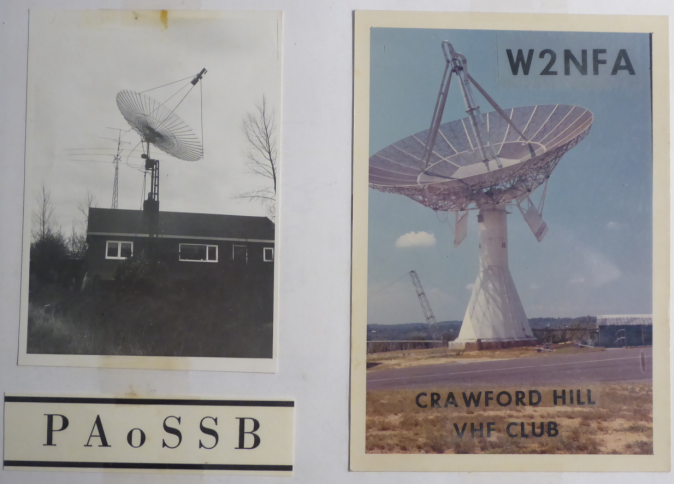 PAoSSB
W2NFA
CRAWFORD HILL
VHF CLUB